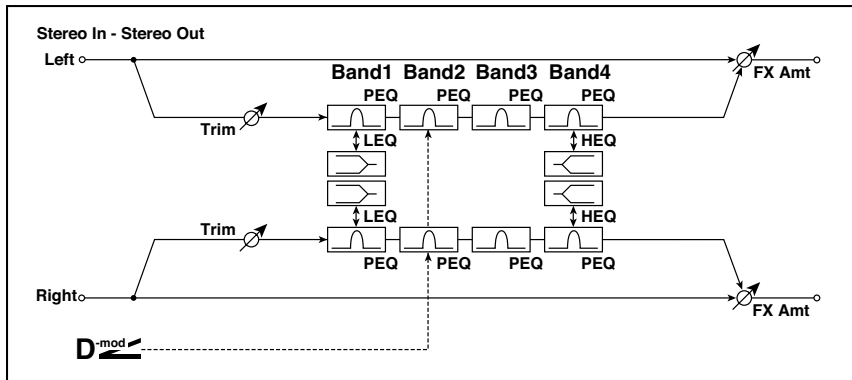 Stereo In - Stereo Out
Left
Band1 Band2 Band3 Band4
FX Amt
PEQ PEQ PEQ PEQ
Trim
LEQ HEQ
LEQ HEQ
Trim
PEQ PEQ PEQ PEQ
Right
FX Amt
D-mod